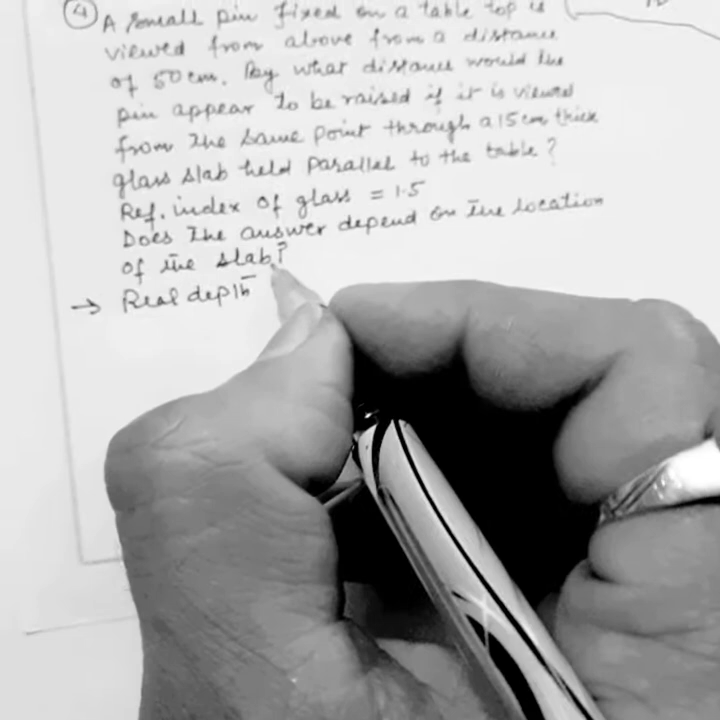 ④ A small pin fixed on a table top is
viewed from above from a distance
of 50 cm. By what distance would the
pin appear to be raised if it is viewed
from the same point through a 15 cm thick
glass slab held parallel to the table?
Ref. index of glass = 1.5
Does the answer depend on the location
of the slab?
→ Real depth